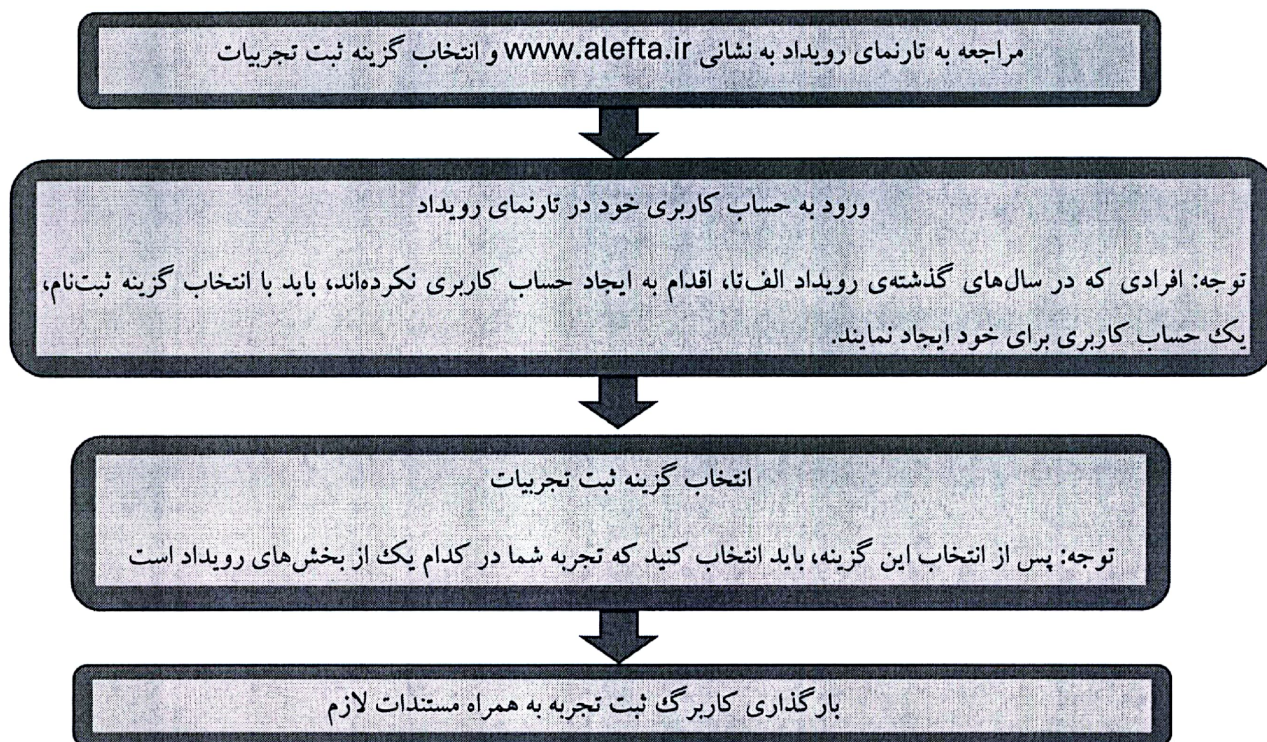 مراجعه به تارنمای رویداد به نشانی www.alefta.ir و انتخاب گزینه ثبت تجربیات
ورود به حساب کاربری خود در تارنمای رویداد
توجه: افرادی که در سال‌های گذشته‌ی رویداد الف‌تا، اقدام به ایجاد حساب کاربری نکرده‌اند، باید با انتخاب گزینه ثبت‌نام،
یک حساب کاربری برای خود ایجاد نمایند.
انتخاب گزینه ثبت تجربیات
توجه: پس از انتخاب این گزینه، باید انتخاب کنید که تجربه شما در کدام یک از بخش‌های رویداد است
بارگذاری کاربرگ ثبت تجربه به همراه مستندات لازم